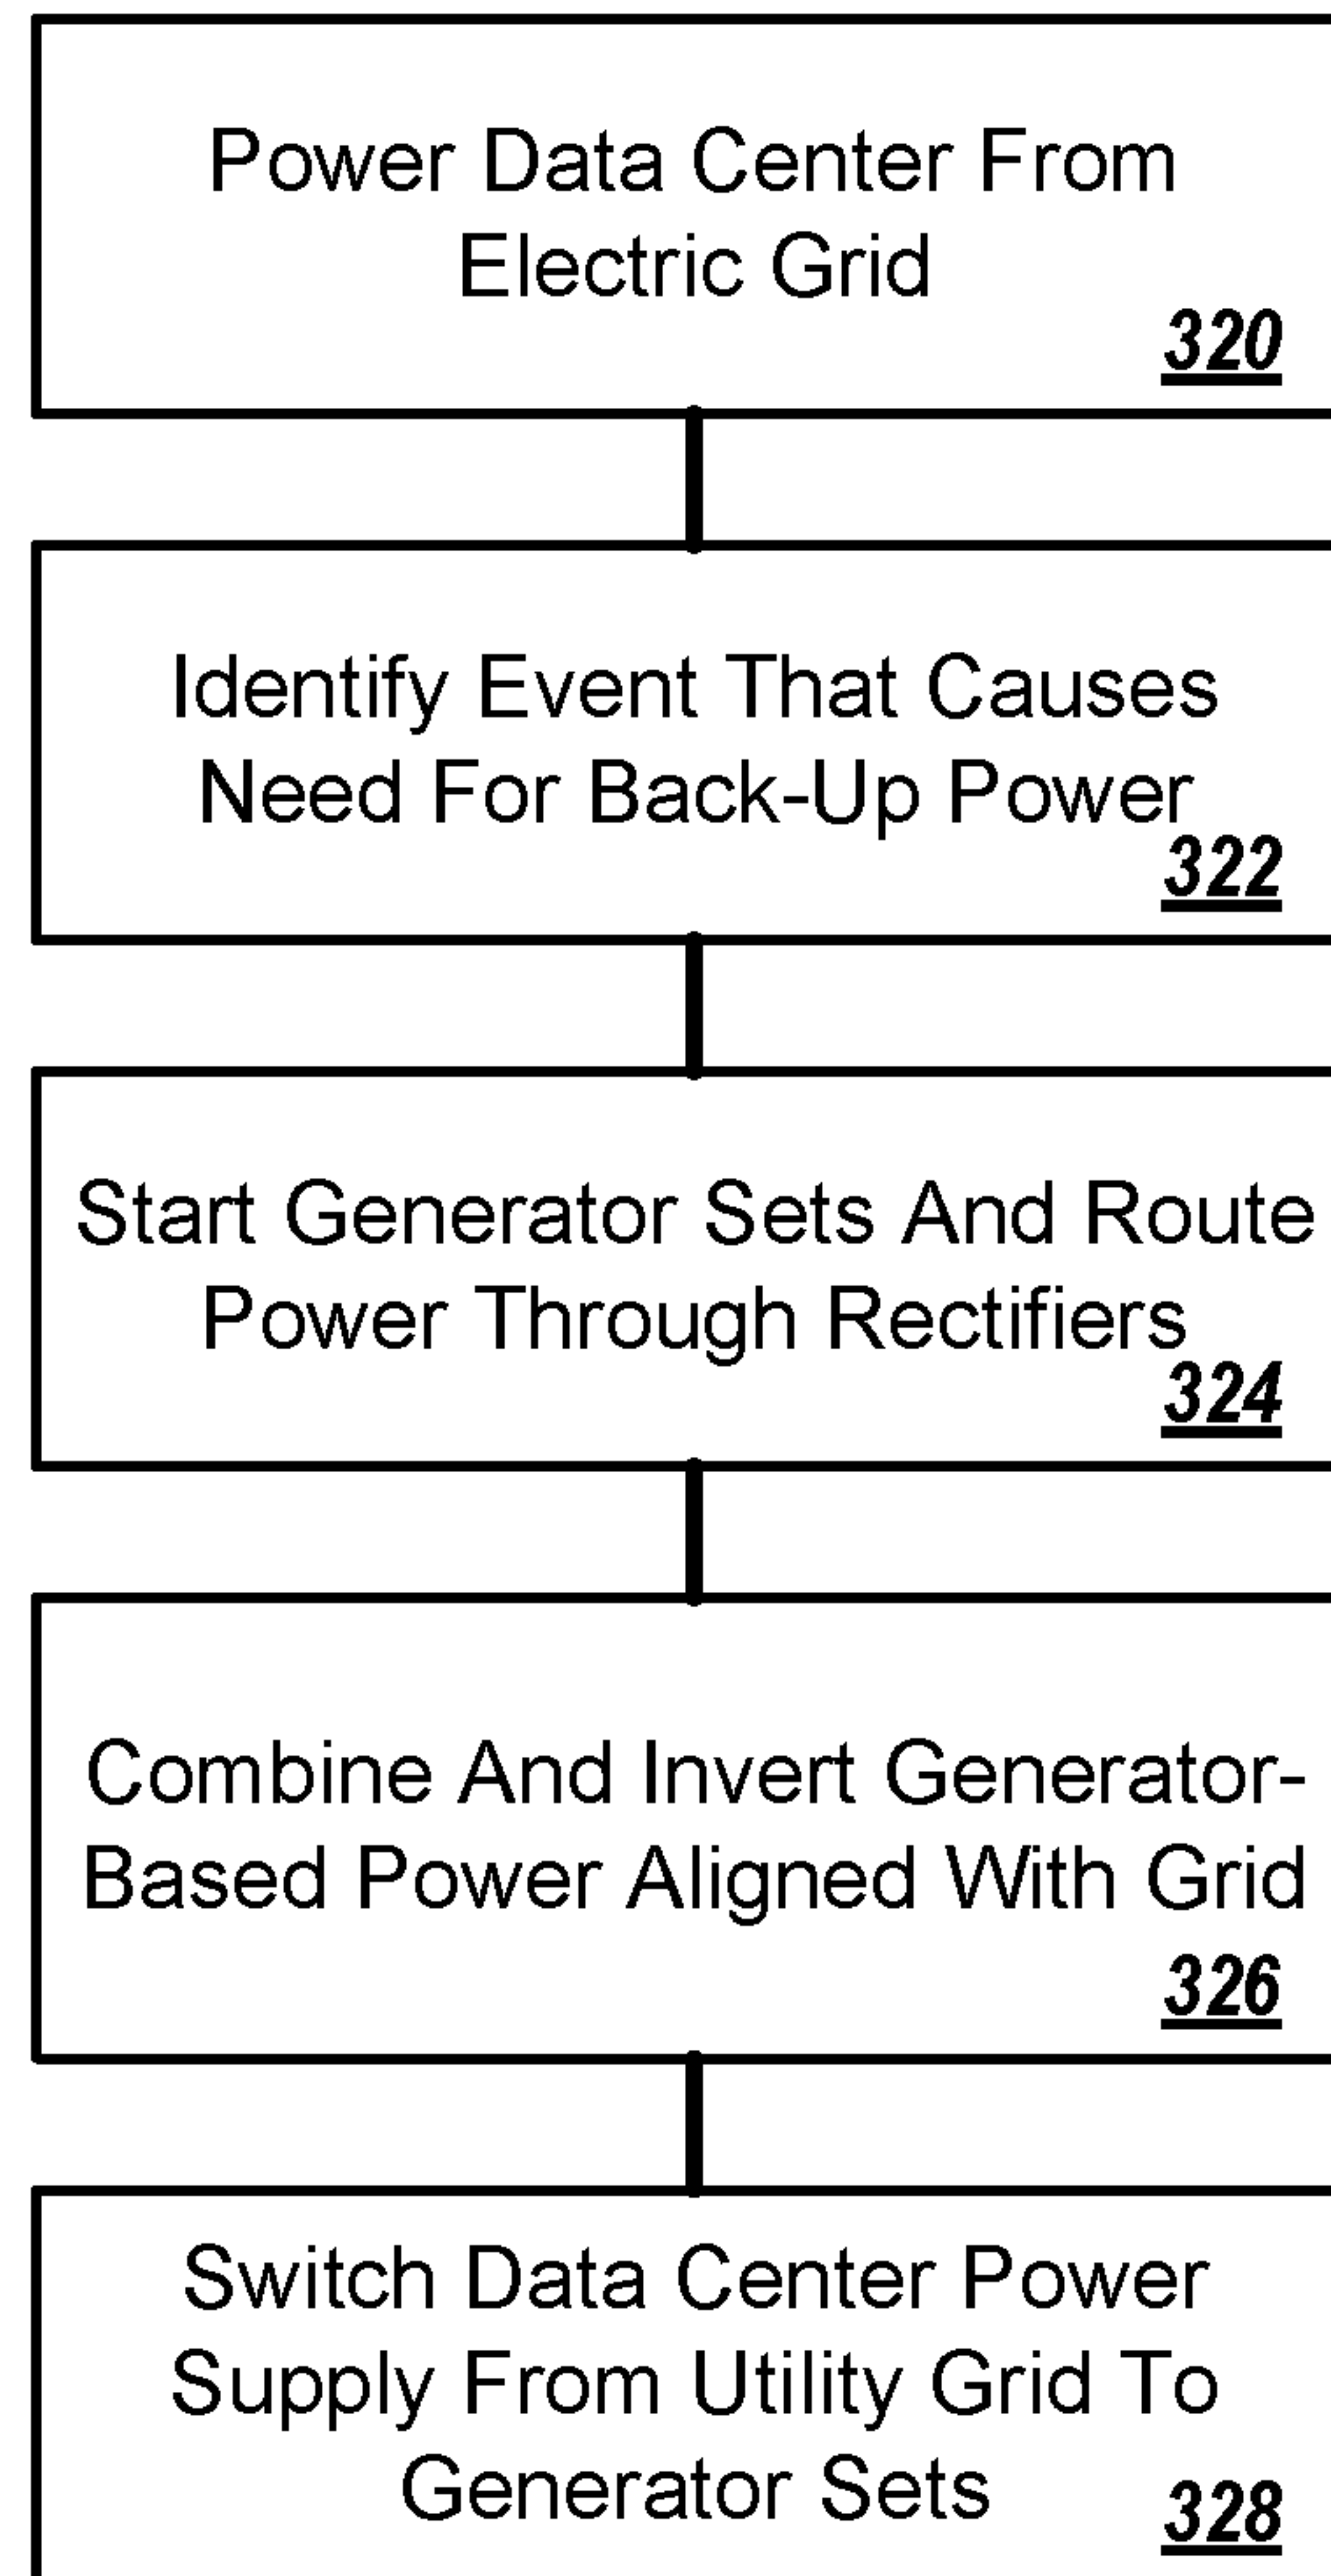 Power Data Center From
Electric Grid
320
Identify Event That Causes
Need For Back-Up Power
322
Start Generator Sets And Route
Power Through Rectifiers
324
Combine And Invert Generator-
Based Power Aligned With Grid
326
Switch Data Center Power
Supply From Utility Grid To
Generator Sets
328